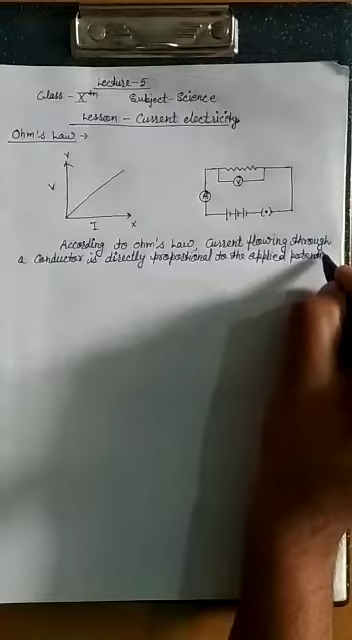 Lecture-5
Class - Xth Subject-Science
Lesson - Current electricity
Ohm's Law →
Y
V
I
X
V
A
According to ohm's Law, Current flowing through
a conductor is directly proportional to the applied poten